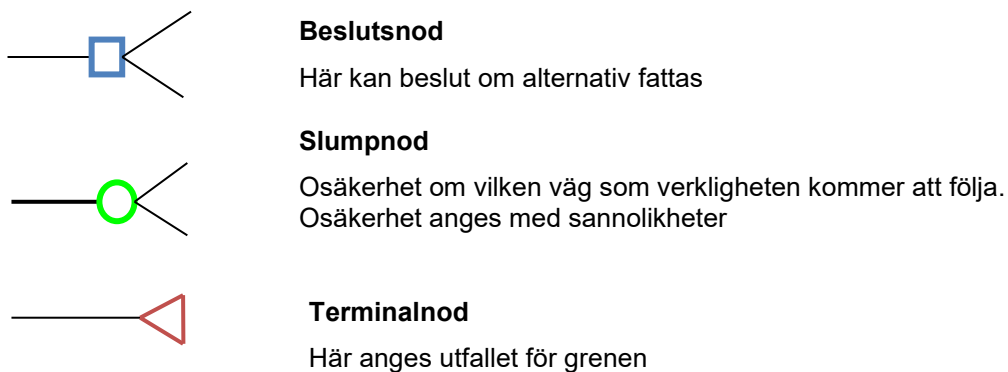 Beslutsnod
Här kan beslut om alternativ fattas
Slumpnod
Osäkerhet om vilken väg som verkligheten kommer att följa.
Osäkerhet anges med sannolikheter
Terminalnod
Här anges utfallet för grenen